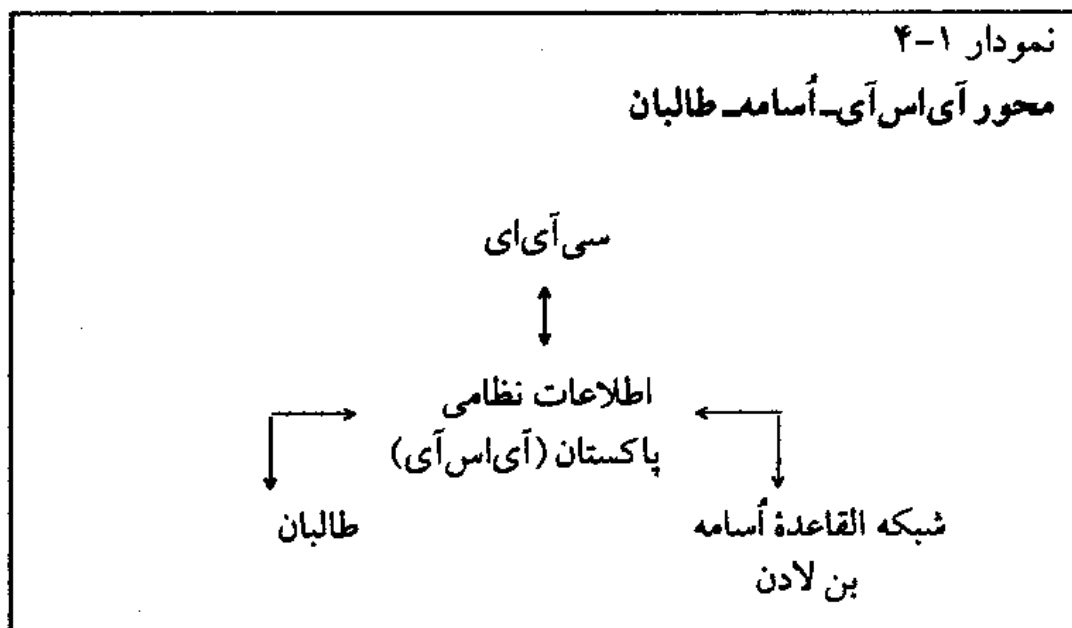 نمودار ۱-۴
محور آی‌اس‌آی‌ـ اُسامه‌ـ طالبان
سی‌آی‌ای
اطلاعات نظامی
پاکستان (آی‌اس‌آی)
شبکه القاعدهٔ اُسامه
بن لادن
طالبان